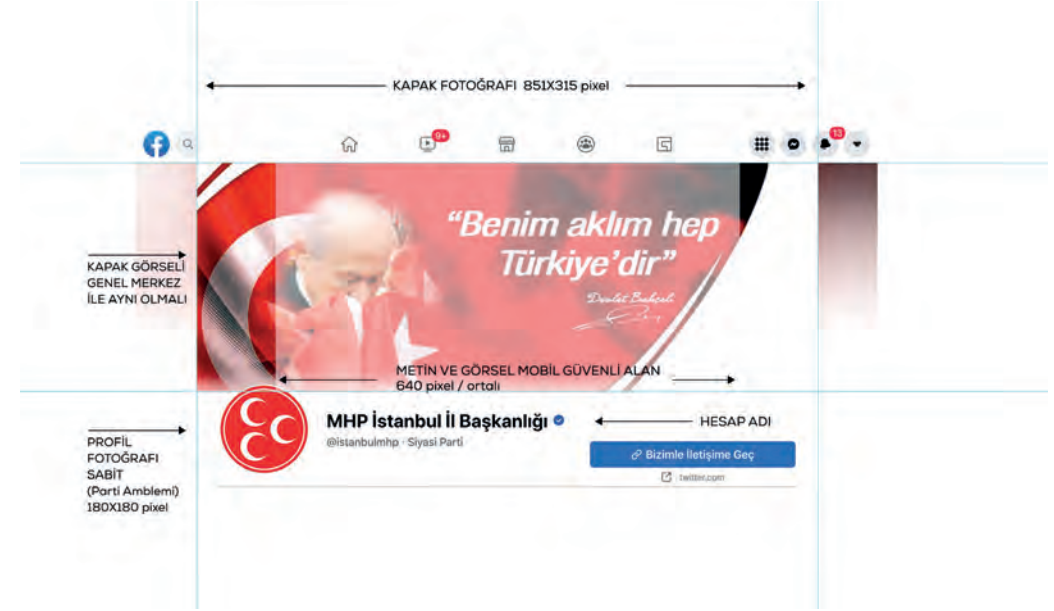 KAPAK FOTOĞRAFI 851X315 pixel
9+
13
"Benim aklım hep
Türkiye'dir"
Devlet Bahçeli
KAPAK GÖRSELİ
GENEL MERKEZ
İLE AYNI OLMALI
METİN VE GÖRSEL MOBİL GÜVENLİ ALAN
640 pixel / ortalı
MHP İstanbul İl Başkanlığı
HESAP ADI
@istanbulmhp · Siyasi Parti
Bizimle İletişime Geç
twitter.com
PROFİL
FOTOĞRAFI
SABİT
(Parti Amblemi)
180X180 pixel